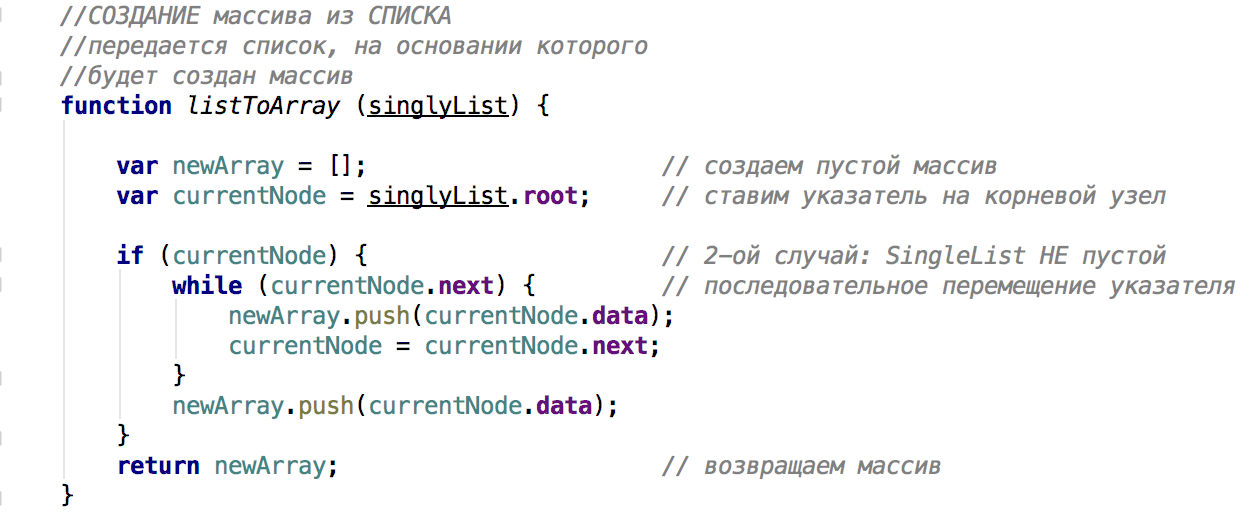 //СОЗДАНИЕ массива из СПИСКА
//передается список, на основании которого
//будет создан массив
function listToArray (singlyList) {
var newArray = []; // создаем пустой массив
var currentNode = singlyList.root; // ставим указатель на корневой узел
if (currentNode) { // 2-ой случай: SingleList НЕ пустой
while (currentNode.next) { // последовательное перемещение указателя
newArray.push(currentNode.data);
currentNode = currentNode.next;
}
newArray.push(currentNode.data);
}
return newArray; // возвращаем массив
}